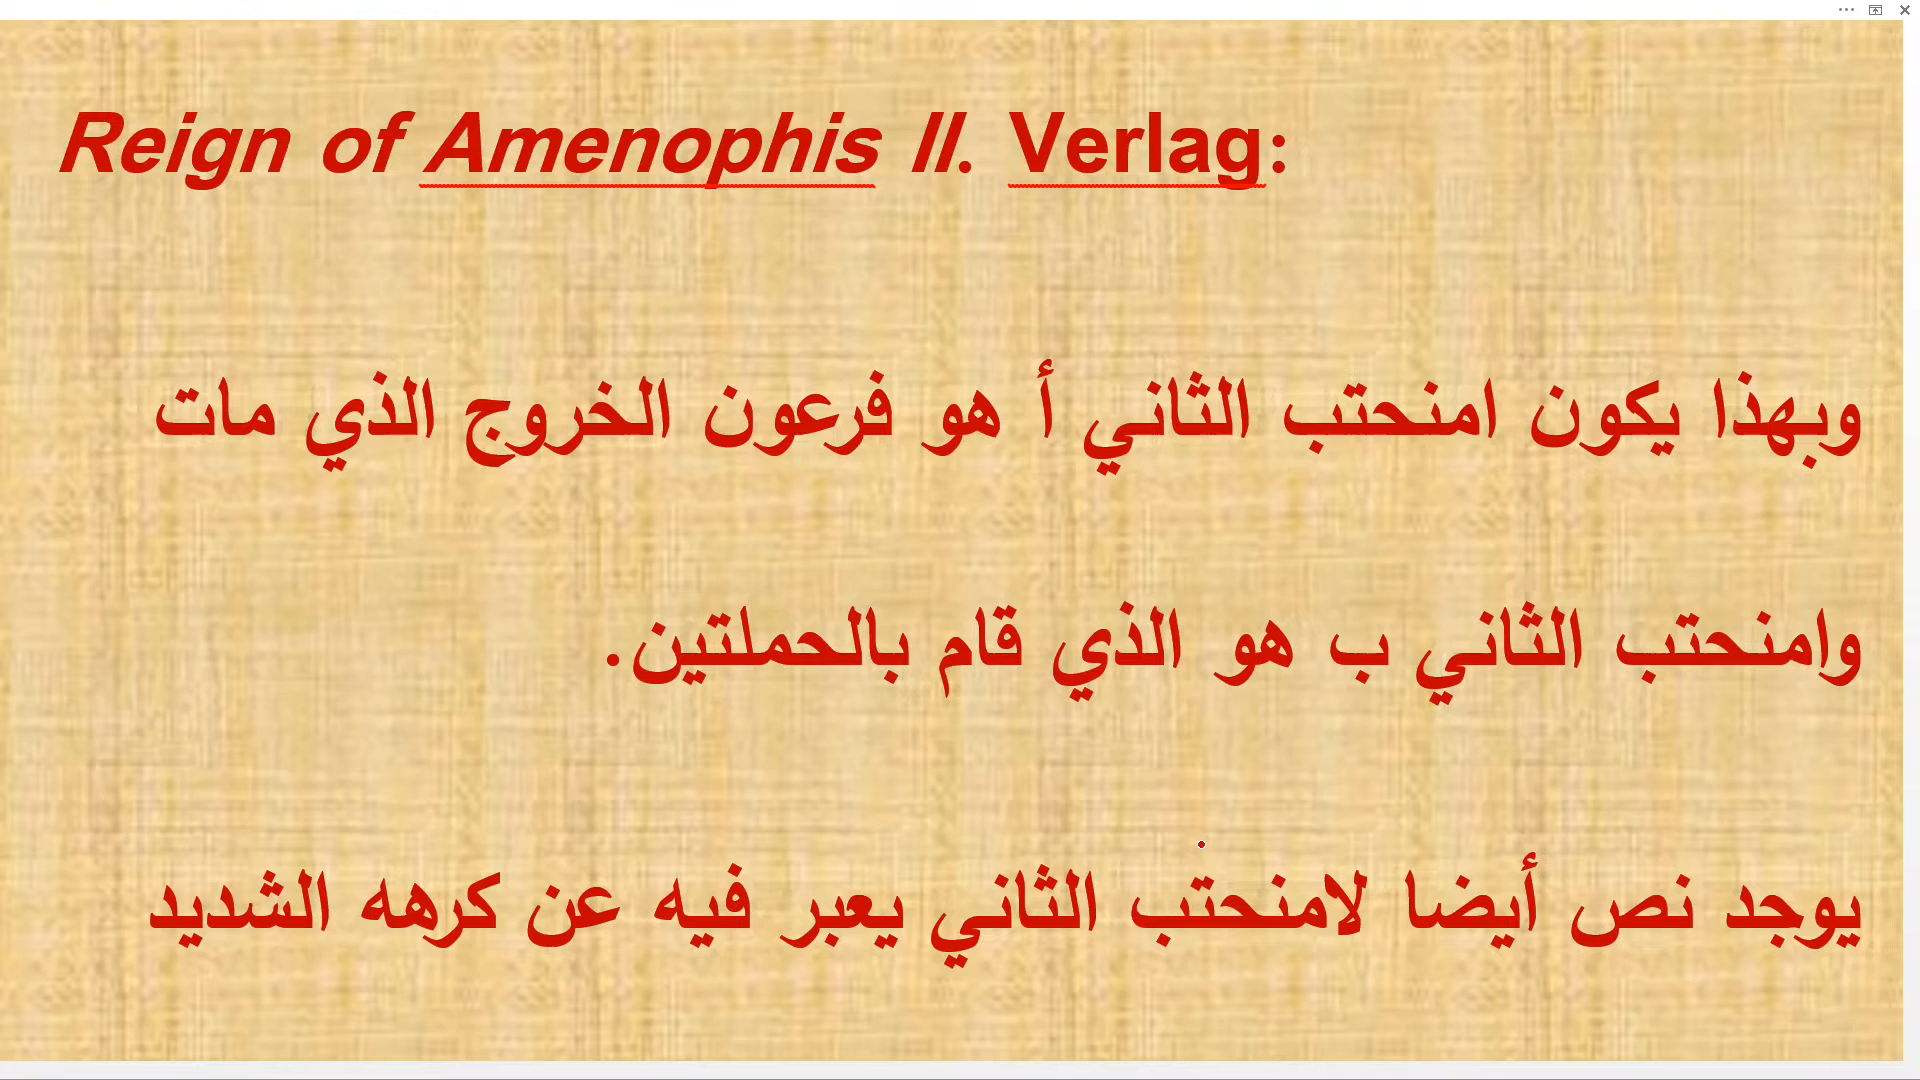 Reign of Amenophis II. Verlag:
وبهذا يكون امنحتب الثاني أ هو فرعون الخروج الذي مات
وامنحتب الثاني ب هو الذي قام بالحملتين.
يوجد نص أيضا لامنحتب الثاني يعبر فيه عن كرهه الشديد